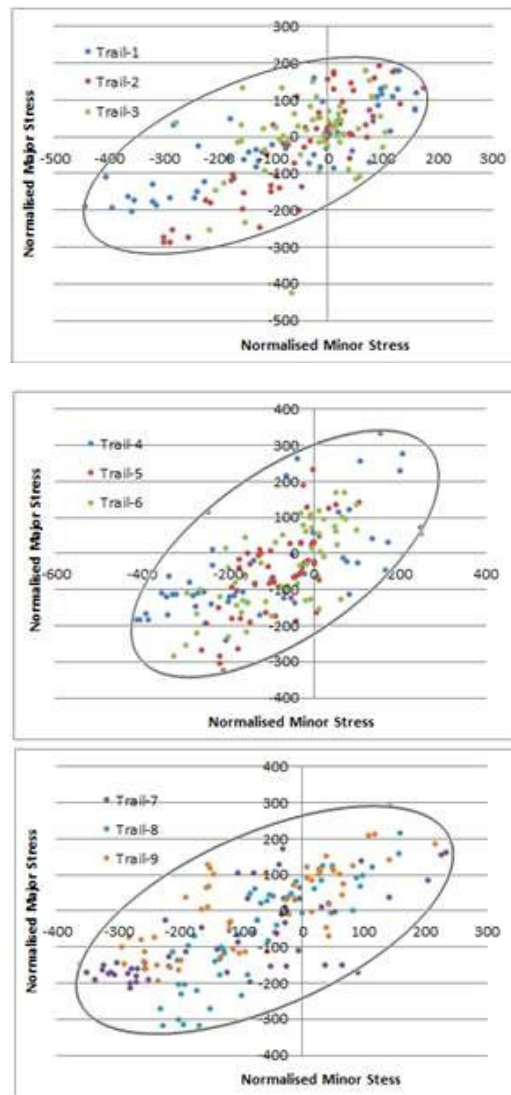 300
Trail-1
200
Trail-2
Trail-3
100
0
-500 -400 -300 -200 -100 0 100 200 300
-100
-200
-300
-400
-500
Normalised Major Stress
Normalised Minor Stress
400
Trail-4
300
Trail-5
200
Trail-6
100
0
-600 -400 -200 0 200 400
-100
-200
-300
-400
Normalised Major Stress
Normalised Minor Stress
400
Trail-7
300
Trail-8
200
Trail-9
100
0
-400 -300 -200 -100 0 100 200 300
-100
-200
-300
-400
Normalised Major Stress
Normalised Minor Stess